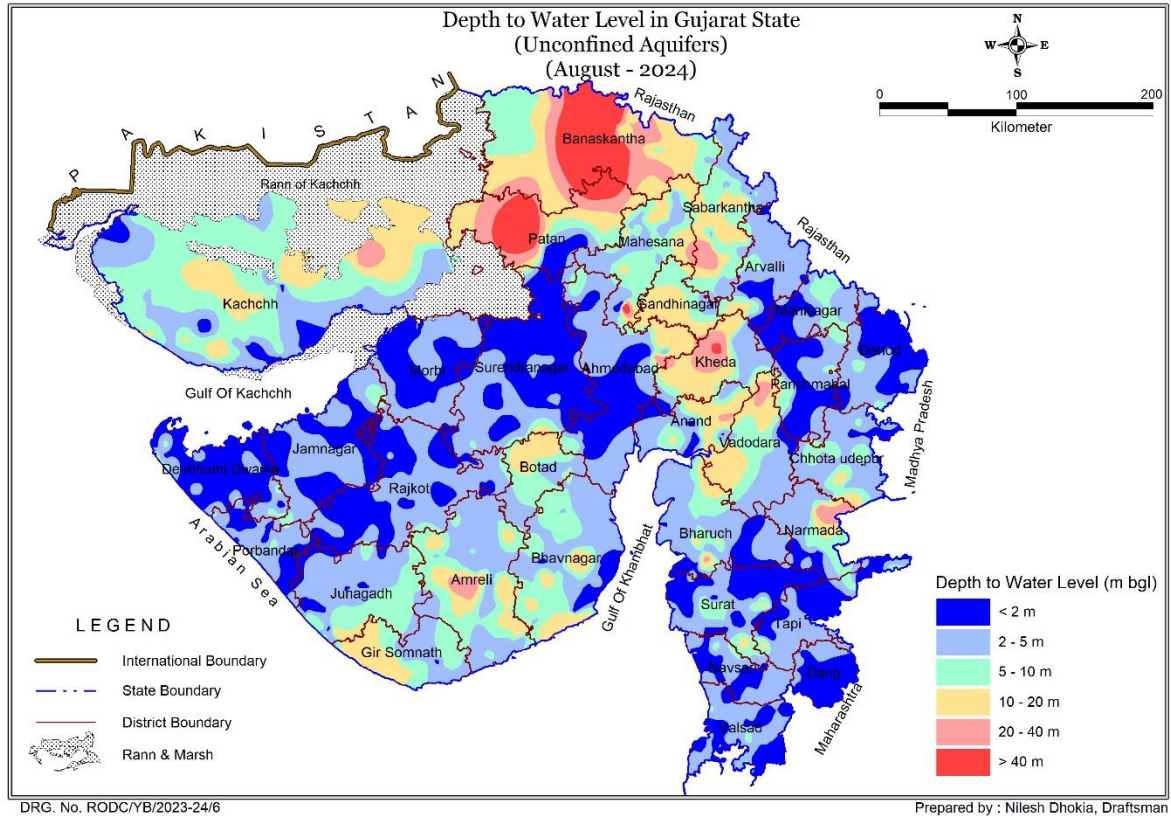 Depth to Water Level in Gujarat State
(Unconfined Aquifers)
(August - 2024)
N
W E
S
0 100 200
Kilometer
PAKISTAN
Rajasthan
Banaskantha
Rann of Kachchh
Sabarkantha
Patan
Mahesana
Rajasthan
Arvalli
Kachchh
Gandhinagar
Mahisagar
Dahod
Kheda
Morbi
Surendranagar
Ahmedabad
Panchmahal
Gulf Of Kachchh
Anand
Vadodara
Madhya Pradesh
Jamnagar
Devbhumi Dwarka
Botad
Chhota udepur
Rajkot
Arabian Sea
Porbandar
Bharuch
Narmada
Bhavnagar
Gulf Of Khambhat
Junagadh
Amreli
Surat
Tapi
Gir Somnath
Navsari
Dang
Maharashtra
Valsad
LEGEND
International Boundary
State Boundary
District Boundary
Rann & Marsh
Depth to Water Level (m bgl)
< 2 m
2 - 5 m
5 - 10 m
10 - 20 m
20 - 40 m
> 40 m
DRG. No. RODC/YB/2023-24/6
Prepared by : Nilesh Dhokia, Draftsman